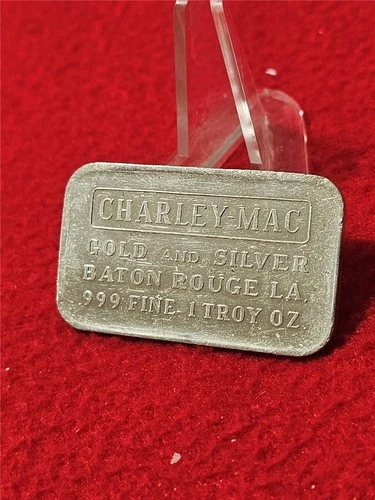 CHARLEY-MAC
GOLD AND SILVER
BATON ROUGE LA.
999 FINE-1 TROY OZ.